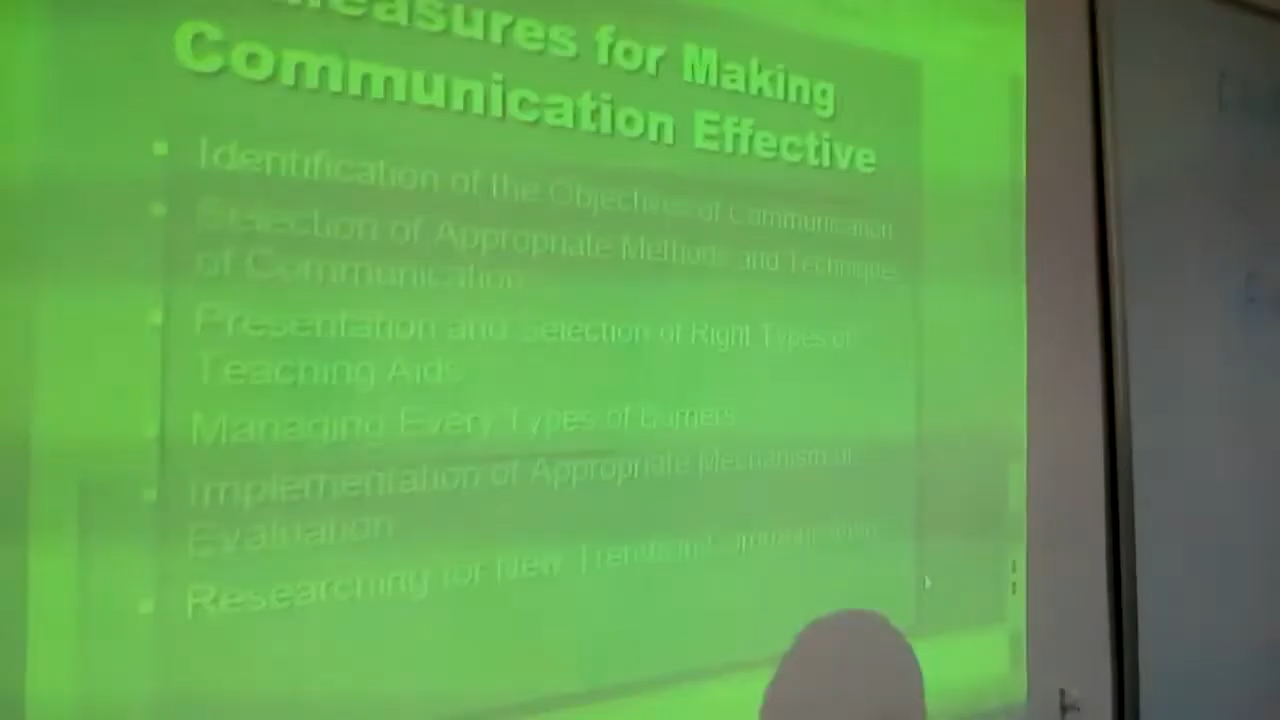 Measures for Making
Communication Effective
Identification of the Objectives of Communication
Selection of Appropriate Methods and Techniques
of Communication
Presentation and Selection of Right Types of
Teaching Aids
Managing Every Types of Barriers
Implementation of Appropriate Mechanism of
Evaluation
Researching for New Trends in Communication